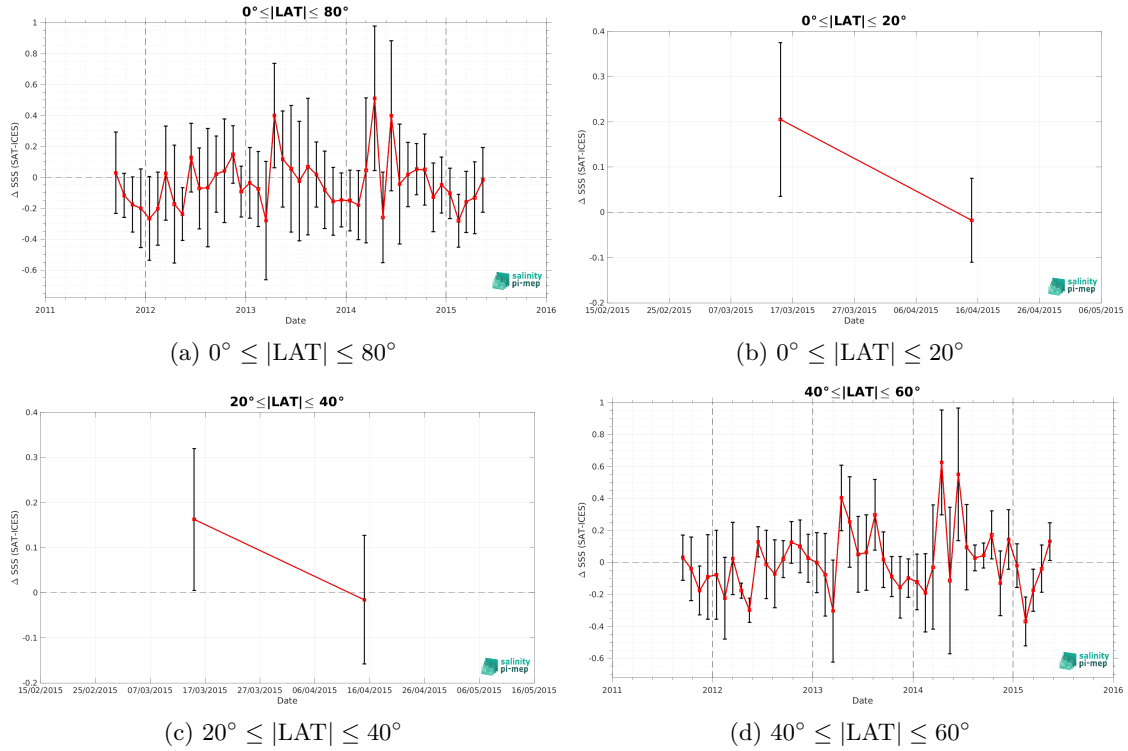 0°≤|LAT|≤ 80°
1
0.8
0.6
0.4
0.2
0
-0.2
-0.4
-0.6
Δ SSS (SAT-ICES)
2011 2012 2013 2014 2015 2016
Date
salinity
pi-mep
(a) 0° ≤ |LAT| ≤ 80°
0°≤|LAT|≤ 20°
0.4
0.3
0.2
0.1
0
-0.1
-0.2
Δ SSS (SAT-ICES)
15/02/2015 25/02/2015 07/03/2015 17/03/2015 27/03/2015 06/04/2015 16/04/2015 26/04/2015 06/05/2015
Date
salinity
pi-mep
(b) 0° ≤ |LAT| ≤ 20°
20°≤|LAT|≤ 40°
0.4
0.3
0.2
0.1
0
-0.1
-0.2
Δ SSS (SAT-ICES)
15/02/2015 25/02/2015 07/03/2015 17/03/2015 27/03/2015 06/04/2015 16/04/2015 26/04/2015 06/05/2015 16/05/2015
Date
salinity
pi-mep
(c) 20° ≤ |LAT| ≤ 40°
40°≤|LAT|≤ 60°
1
0.8
0.6
0.4
0.2
0
-0.2
-0.4
-0.6
Δ SSS (SAT-ICES)
2011 2012 2013 2014 2015 2016
Date
salinity
pi-mep
(d) 40° ≤ |LAT| ≤ 60°